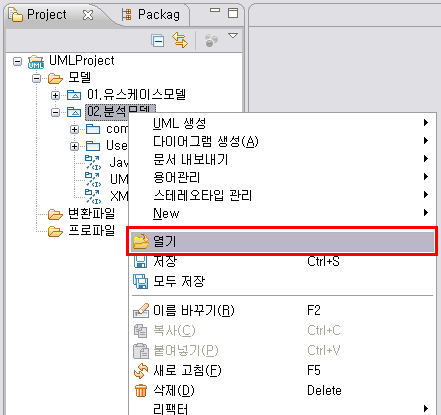 Project
Packag
UMLProject
모델
01.유스케이스모델
02.분석모델
com
Use
Jav
UM
XM
변환파일
프로파일
UML 생성
다이어그램 생성(A)
문서 내보내기
용어관리
스테레오타입 관리
New
열기
저장 Ctrl+S
모두 저장
이름 바꾸기(R) F2
복사(C) Ctrl+C
붙여넣기(P) Ctrl+V
새로 고침(F) F5
삭제(D) Delete
리팩터